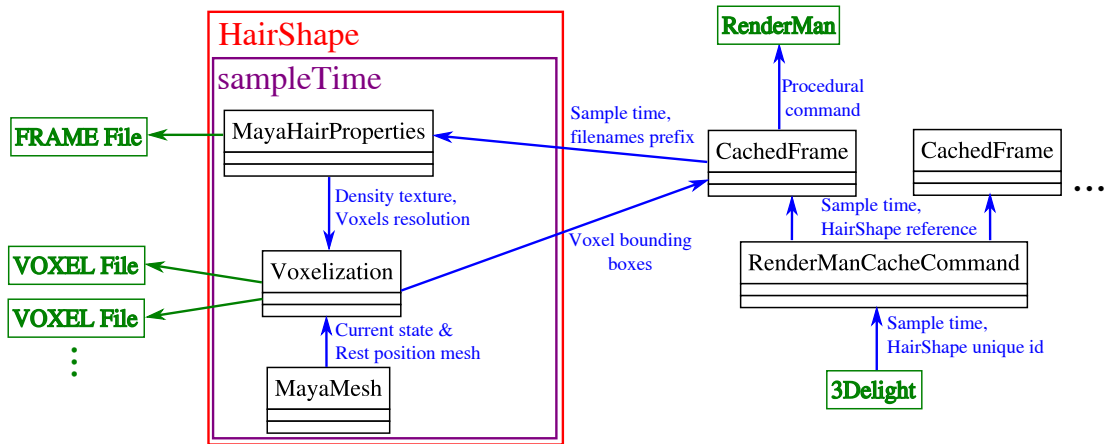 HairShape
sampleTime
RenderMan
Procedural
command
FRAME File
MayaHairProperties
Sample time,
filenames prefix
CachedFrame
CachedFrame
...
Density texture,
Voxels resolution
Sample time,
HairShape reference
VOXEL File
Voxelization
Voxel bounding
boxes
RenderManCacheCommand
VOXEL File
Current state &
Rest position mesh
Sample time,
HairShape unique id
MayaMesh
3Delight